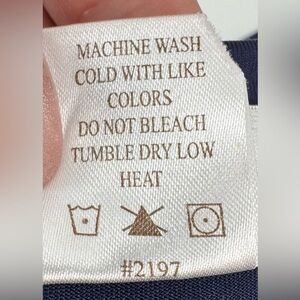 MACHINE WASH
COLD WITH LIKE
COLORS
DO NOT BLEACH
TUMBLE DRY LOW
HEAT
#2197